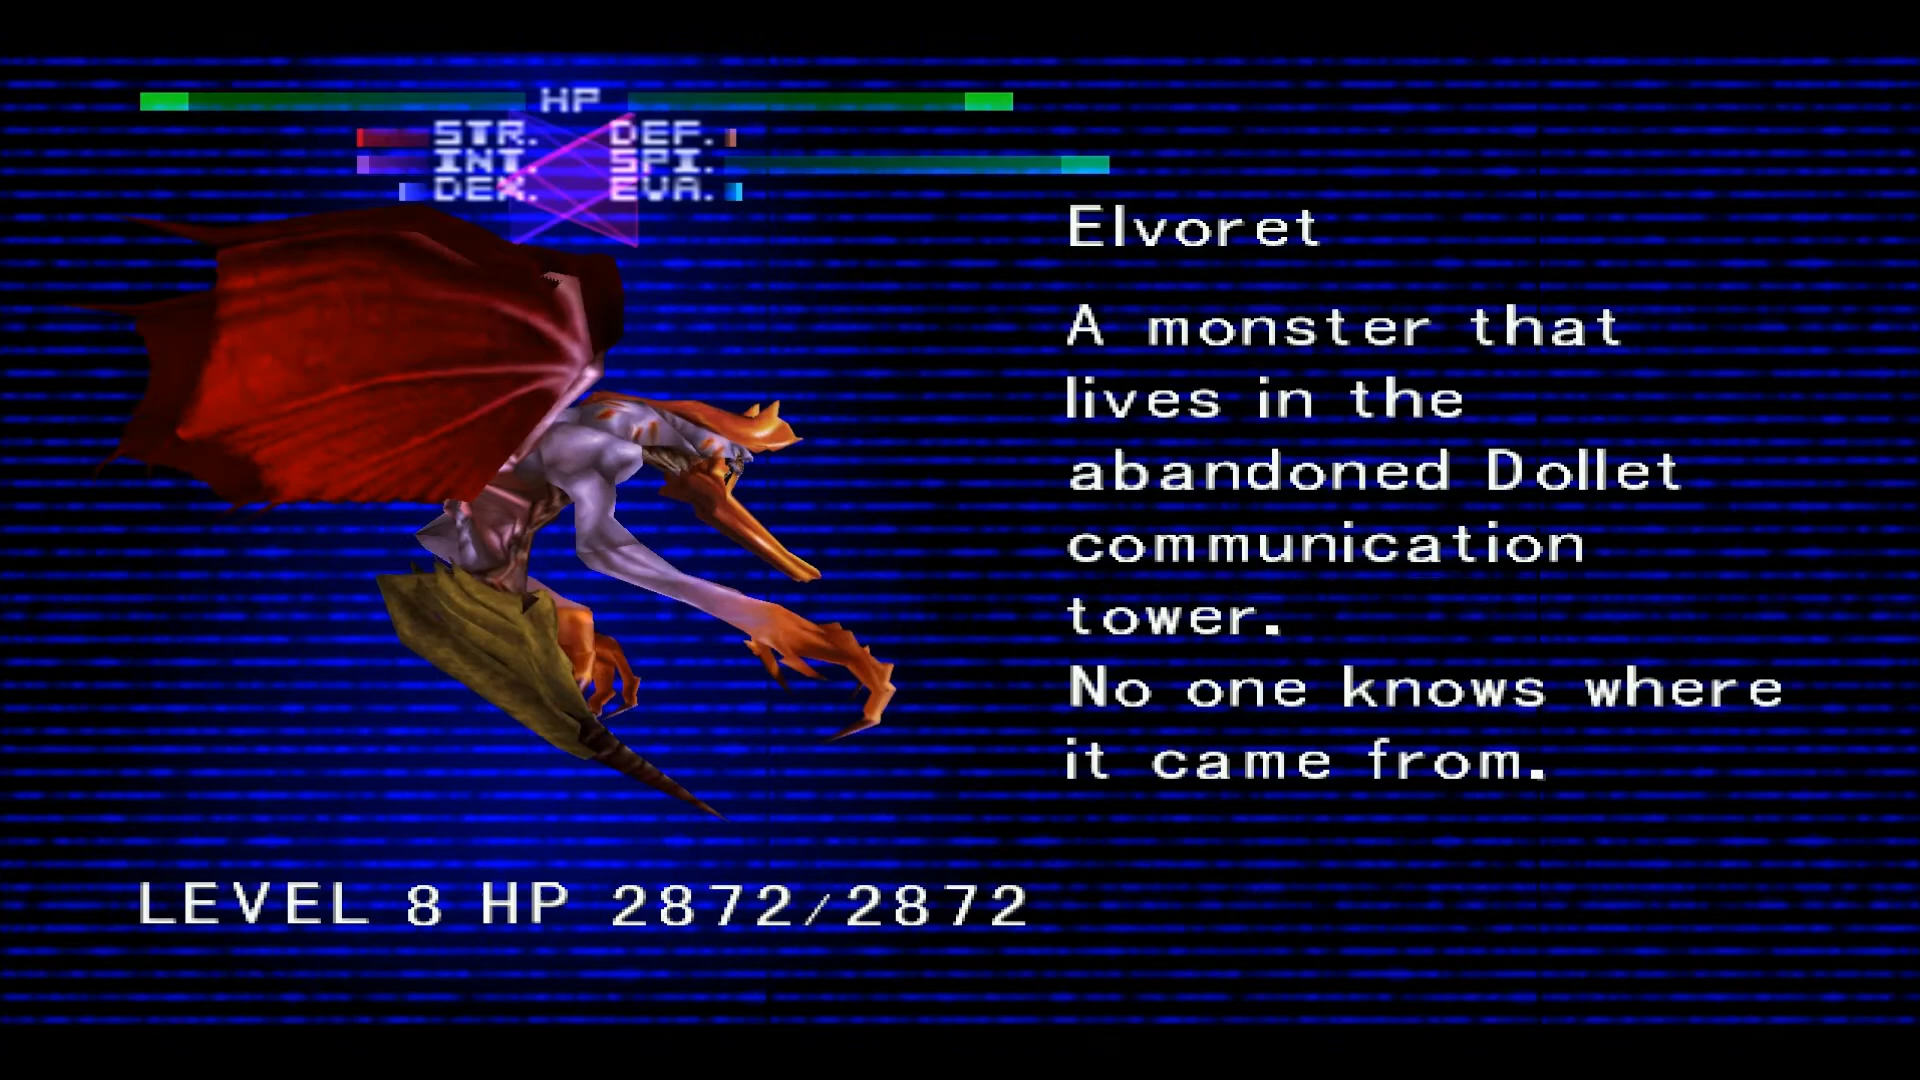 HP
STR. DEF.
INT. SPI.
DEX. EVA.
Elvoret
A monster that
lives in the
abandoned Dollet
communication
tower.
No one knows where
it came from.
LEVEL 8 HP 2872/2872